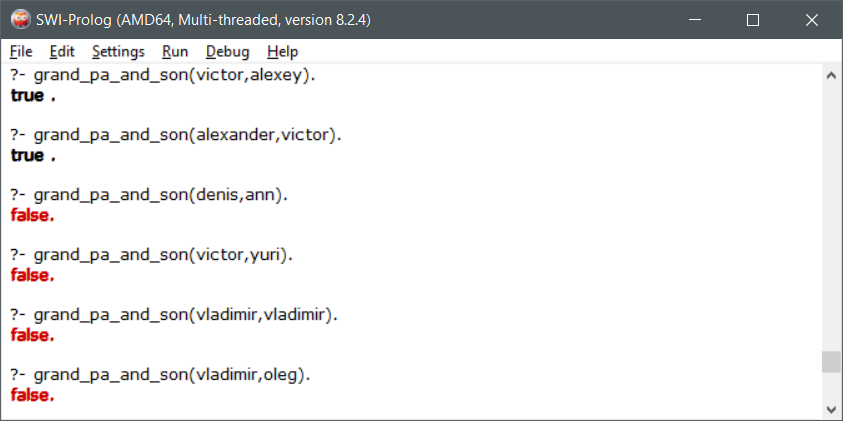 SWI-Prolog (AMD64, Multi-threaded, version 8.2.4)
File Edit Settings Run Debug Help
?- grand_pa_and_son(victor,alexey).
true .
?- grand_pa_and_son(alexander,victor).
true .
?- grand_pa_and_son(denis,ann).
false.
?- grand_pa_and_son(victor,yuri).
false.
?- grand_pa_and_son(vladimir,vladimir).
false.
?- grand_pa_and_son(vladimir,oleg).
false.